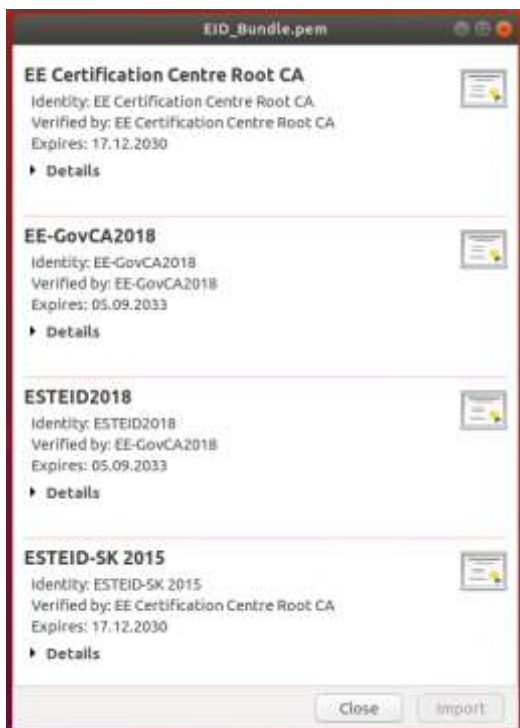 EID_Bundle.pem
EE Certification Centre Root CA
Identity: EE Certification Centre Root CA
Verified by: EE Certification Centre Root CA
Expires: 17.12.2030
Details
EE-GovCA2018
Identity: EE-GovCA2018
Verified by: EE-GovCA2018
Expires: 05.09.2033
Details
ESTEID2018
Identity: ESTEID2018
Verified by: EE-GovCA2018
Expires: 05.09.2033
Details
ESTEID-SK 2015
Identity: ESTEID-SK 2015
Verified by: EE Certification Centre Root CA
Expires: 17.12.2030
Details
Close Import